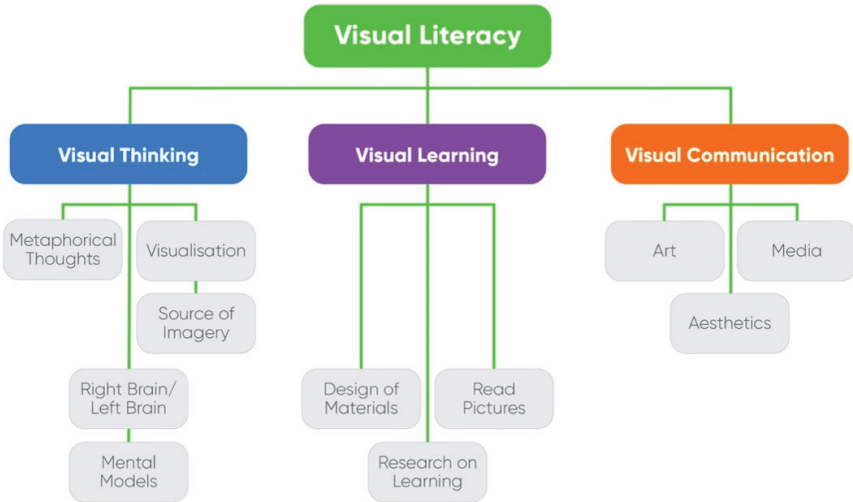 Visual Literacy
Visual Thinking
Visual Learning
Visual Communication
Metaphorical
Thoughts
Visualisation
Source of
Imagery
Right Brain/
Left Brain
Mental
Models
Design of
Materials
Read
Pictures
Research on
Learning
Art
Media
Aesthetics